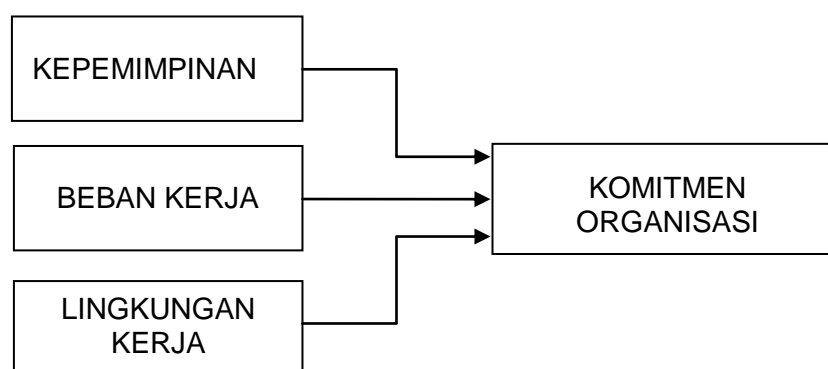 KEPEMIMPINAN
BEBAN KERJA
LINGKUNGAN
KERJA
KOMITMEN
ORGANISASI